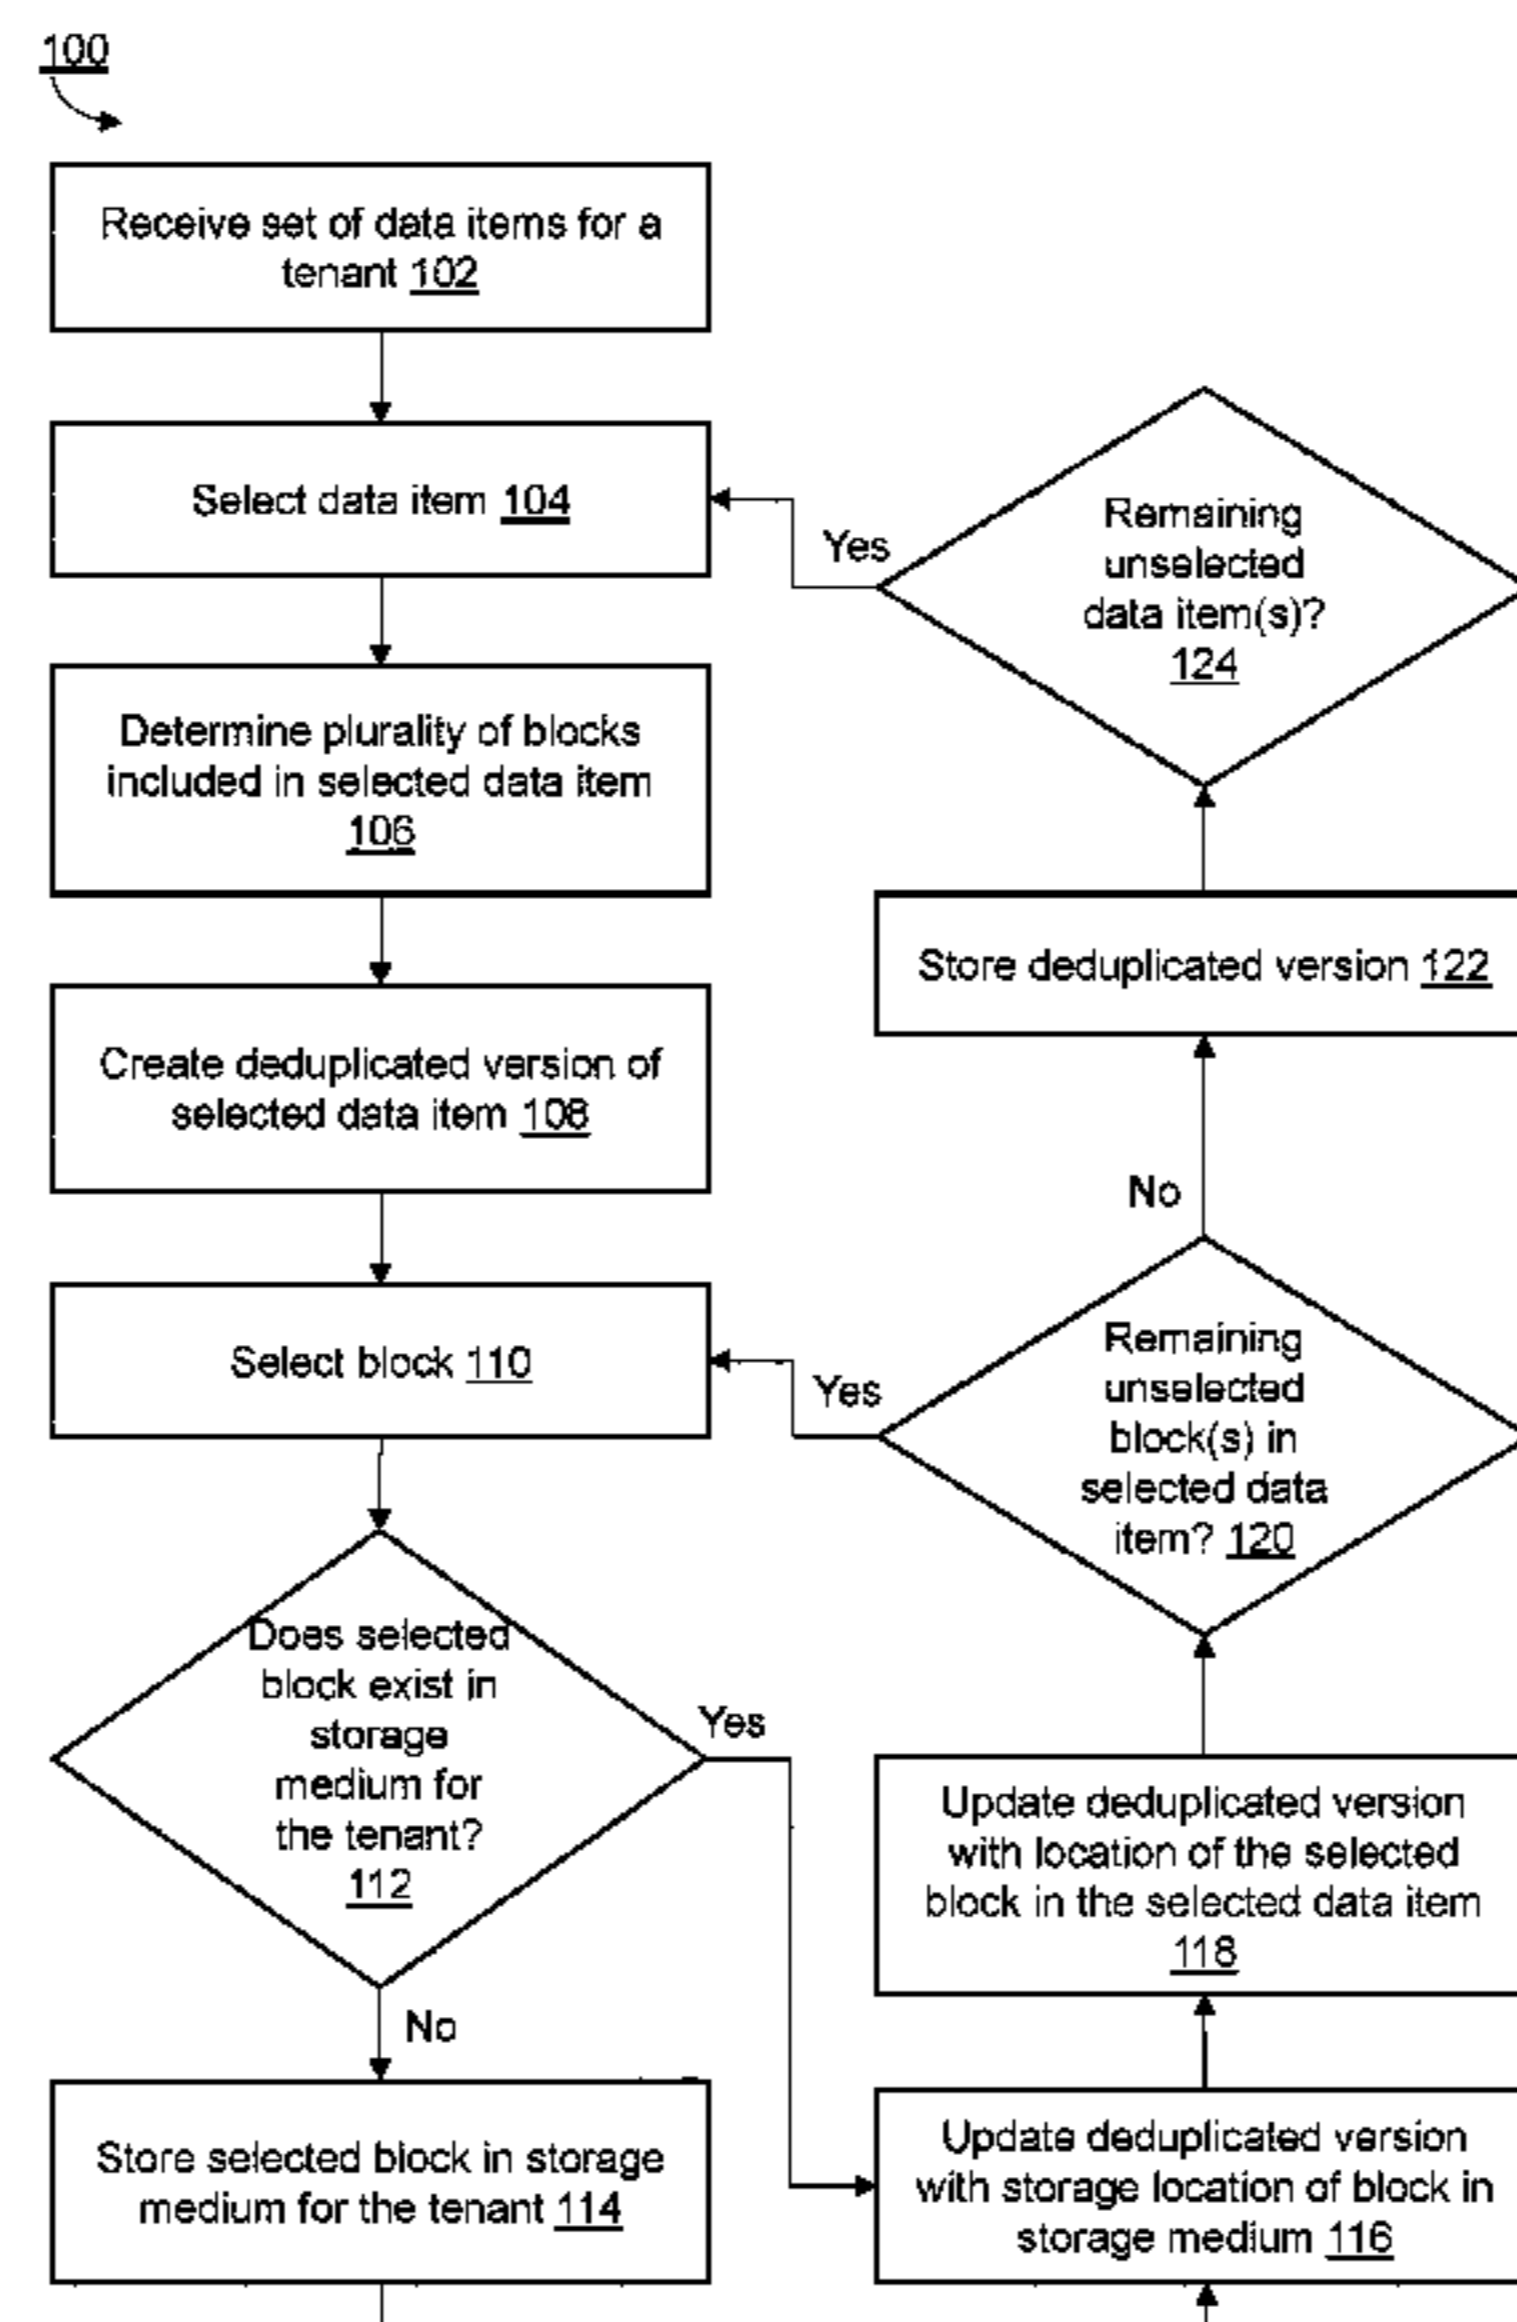 100
Receive set of data items for a
tenant 102
Select data item 104
Determine plurality of blocks
included in selected data item
106
Create deduplicated version of
selected data item 108
Select block 110
Does selected
block exist in
storage
medium for
the tenant?
112
Yes
No
Store selected block in storage
medium for the tenant 114
Update deduplicated version
with storage location of block in
storage medium 116
Update deduplicated version
with location of the selected
block in the selected data item
118
Remaining
unselected
block(s) in
selected data
item? 120
Yes
No
Store deduplicated version 122
Remaining
unselected
data item(s)?
124
Yes